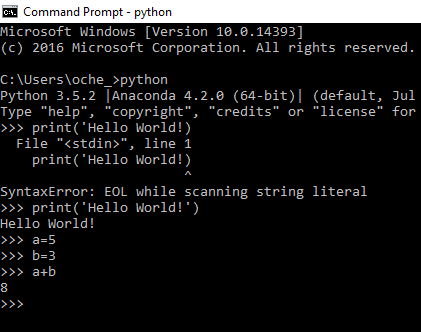 Command Prompt - python
Microsoft Windows [Version 10.0.14393]
(c) 2016 Microsoft Corporation. All rights reserved.
C:\Users\oche_>python
Python 3.5.2 |Anaconda 4.2.0 (64-bit)| (default, Jul
Type "help", "copyright", "credits" or "license" for
>>> print('Hello World!)
  File "<stdin>", line 1
    print('Hello World!)
                       ^
SyntaxError: EOL while scanning string literal
>>> print('Hello World!')
Hello World!
>>> a=5
>>> b=3
>>> a+b
8
>>>